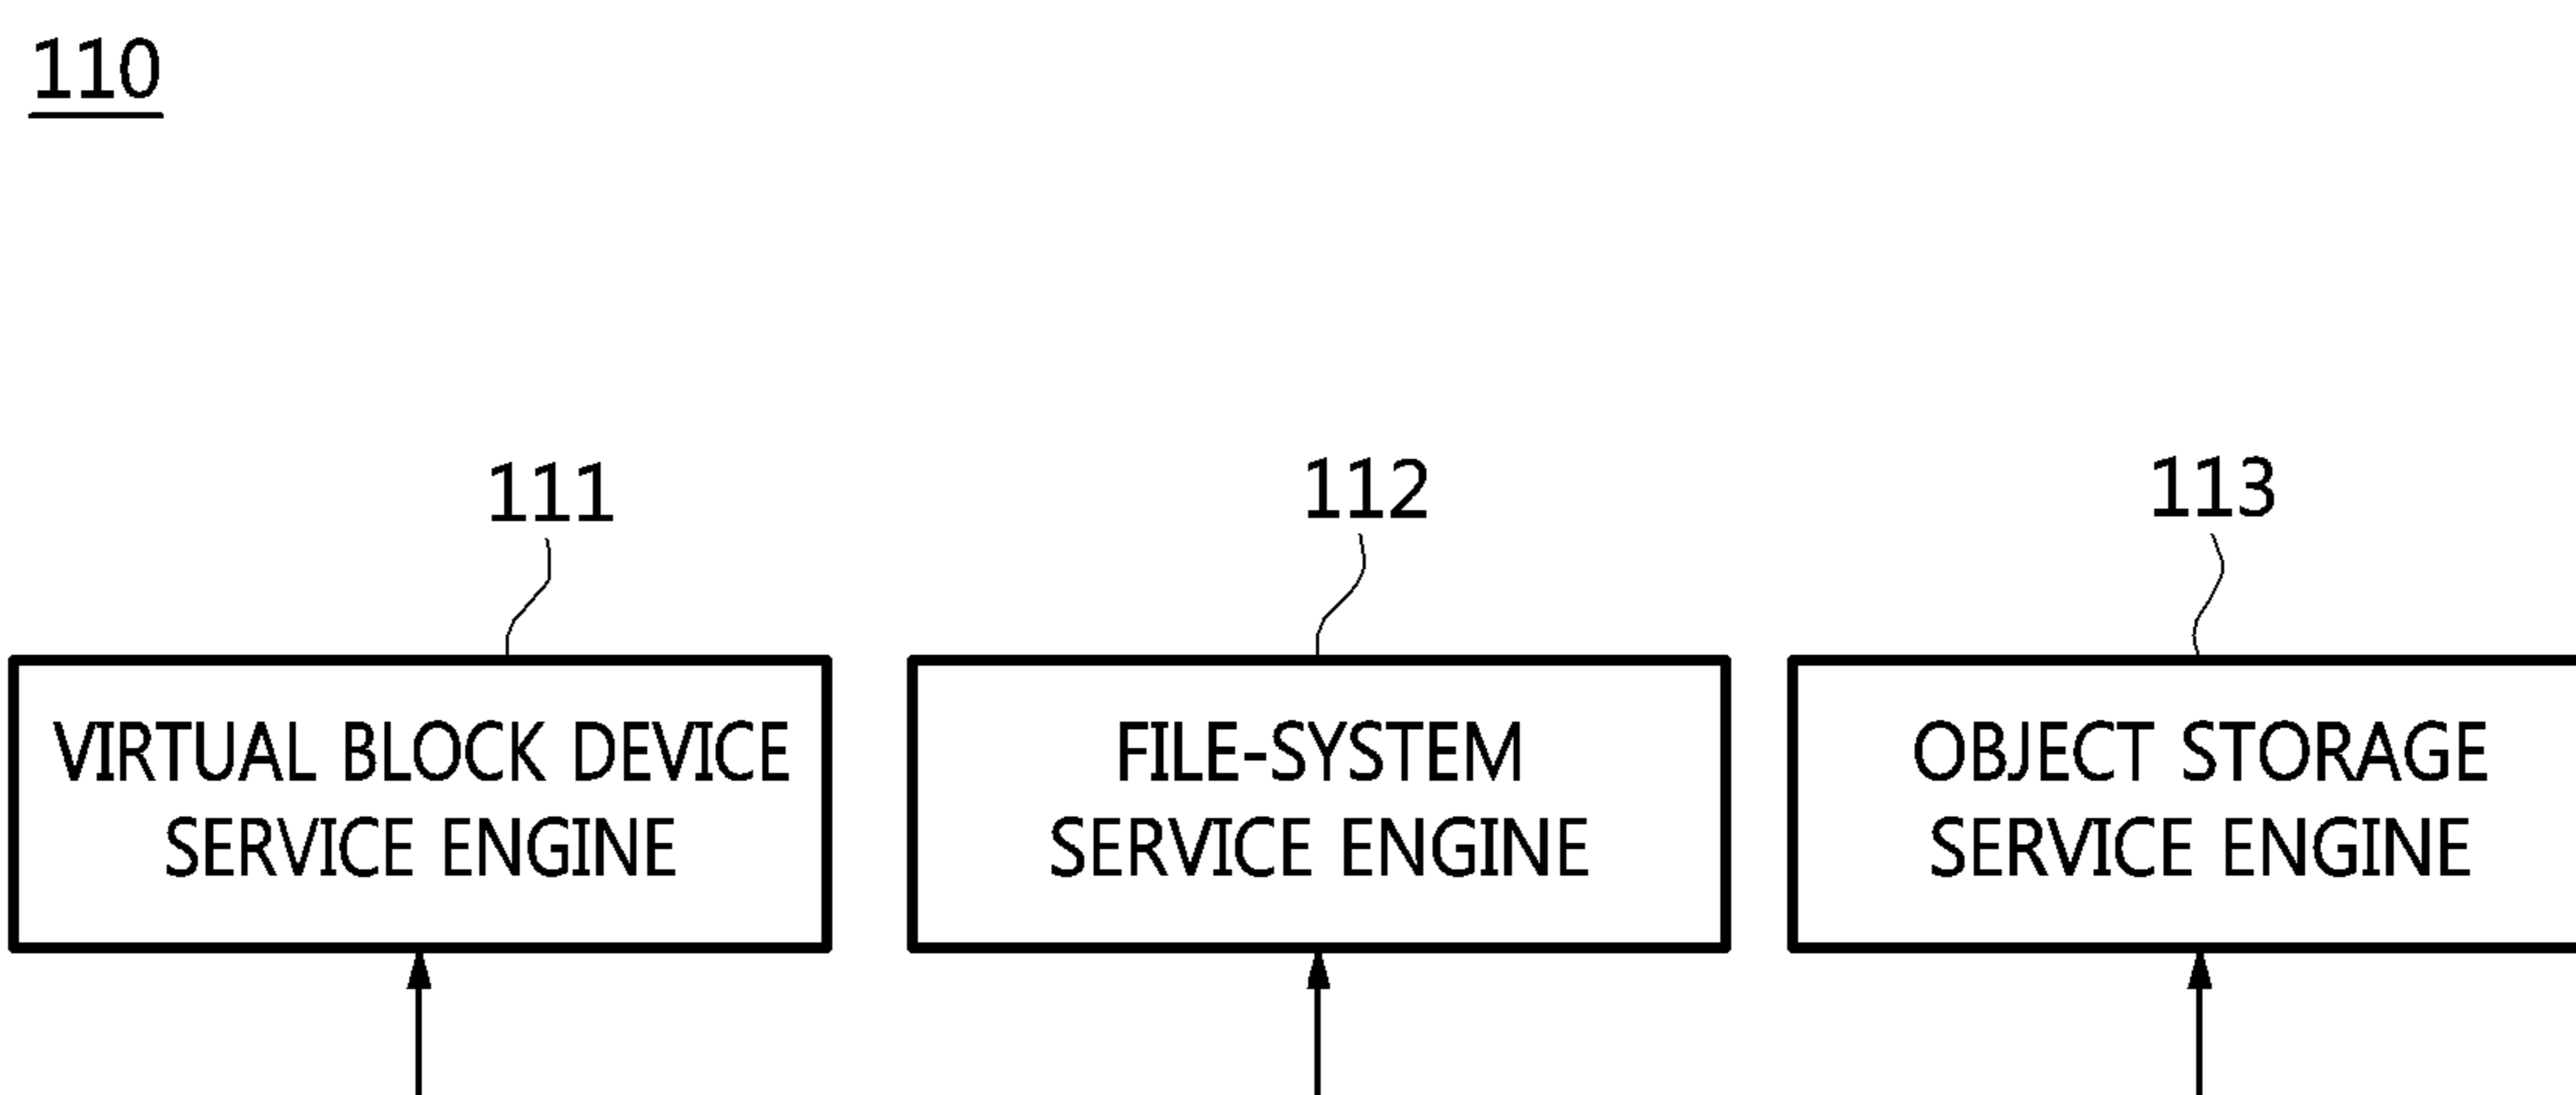 110
111
112
113
VIRTUAL BLOCK DEVICE
SERVICE ENGINE
FILE-SYSTEM
SERVICE ENGINE
OBJECT STORAGE
SERVICE ENGINE